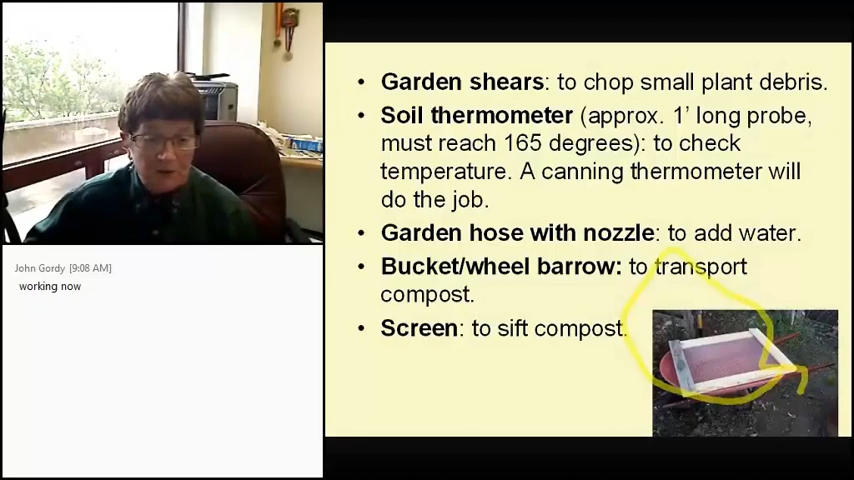 • Garden shears: to chop small plant debris.
• Soil thermometer (approx. 1’ long probe,
must reach 165 degrees): to check
temperature. A canning thermometer will
do the job.
• Garden hose with nozzle: to add water.
• Bucket/wheel barrow: to transport
compost.
• Screen: to sift compost.
John Gordy [9:08 AM]
working now